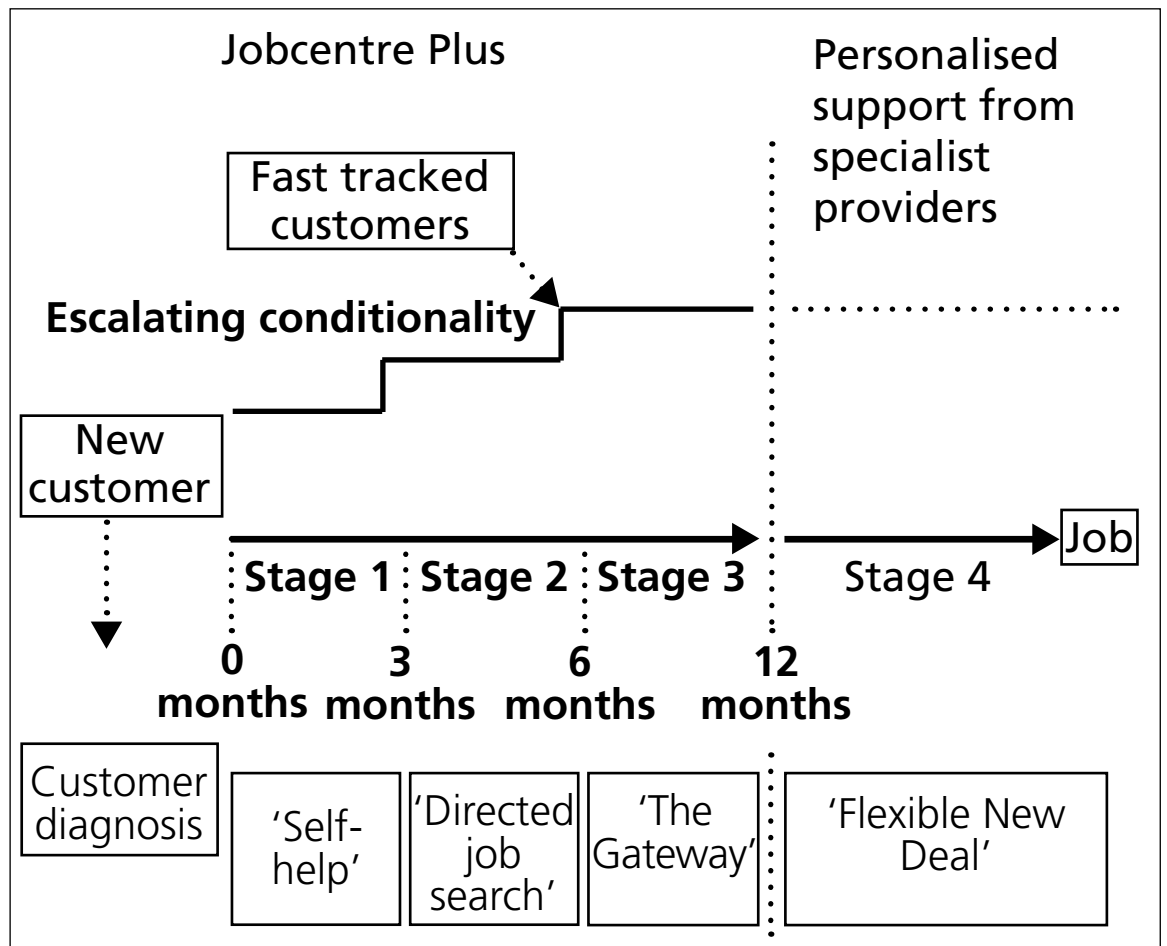 Jobcentre Plus
Personalised
support from
specialist
providers
Fast tracked
customers
Escalating conditionality
New
customer
Job
Stage 1
Stage 2
Stage 3
Stage 4
0
months
3
months
6
months
12
months
Customer
diagnosis
‘Self-
help’
‘Directed
job
search’
‘The
Gateway’
‘Flexible New
Deal’